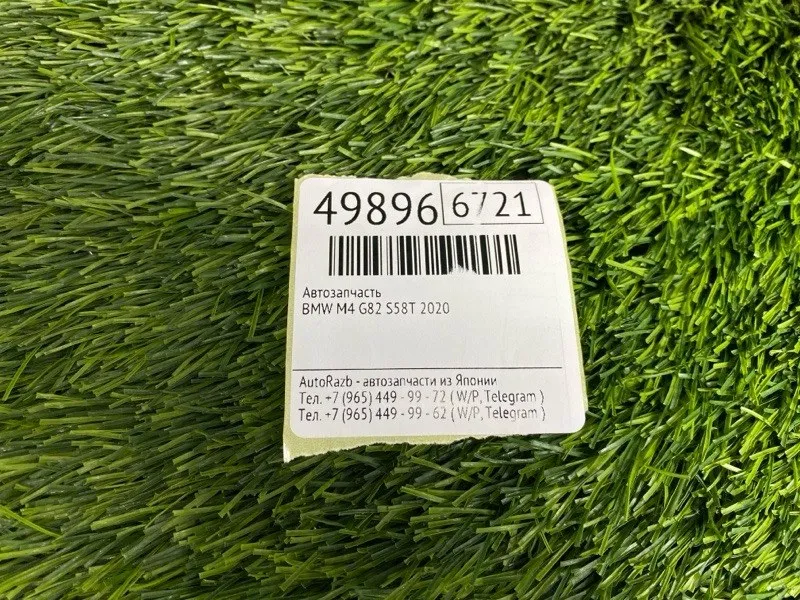 49896 6721
Автозапчасть
BMW M4 G82 S58T 2020
AutoRazb - автозапчасти из Японии
Тел. +7 (965) 449 - 99 - 72 ( W/P, Telegram )
Тел. +7 (965) 449 - 99 - 62 ( W/P, Telegram )